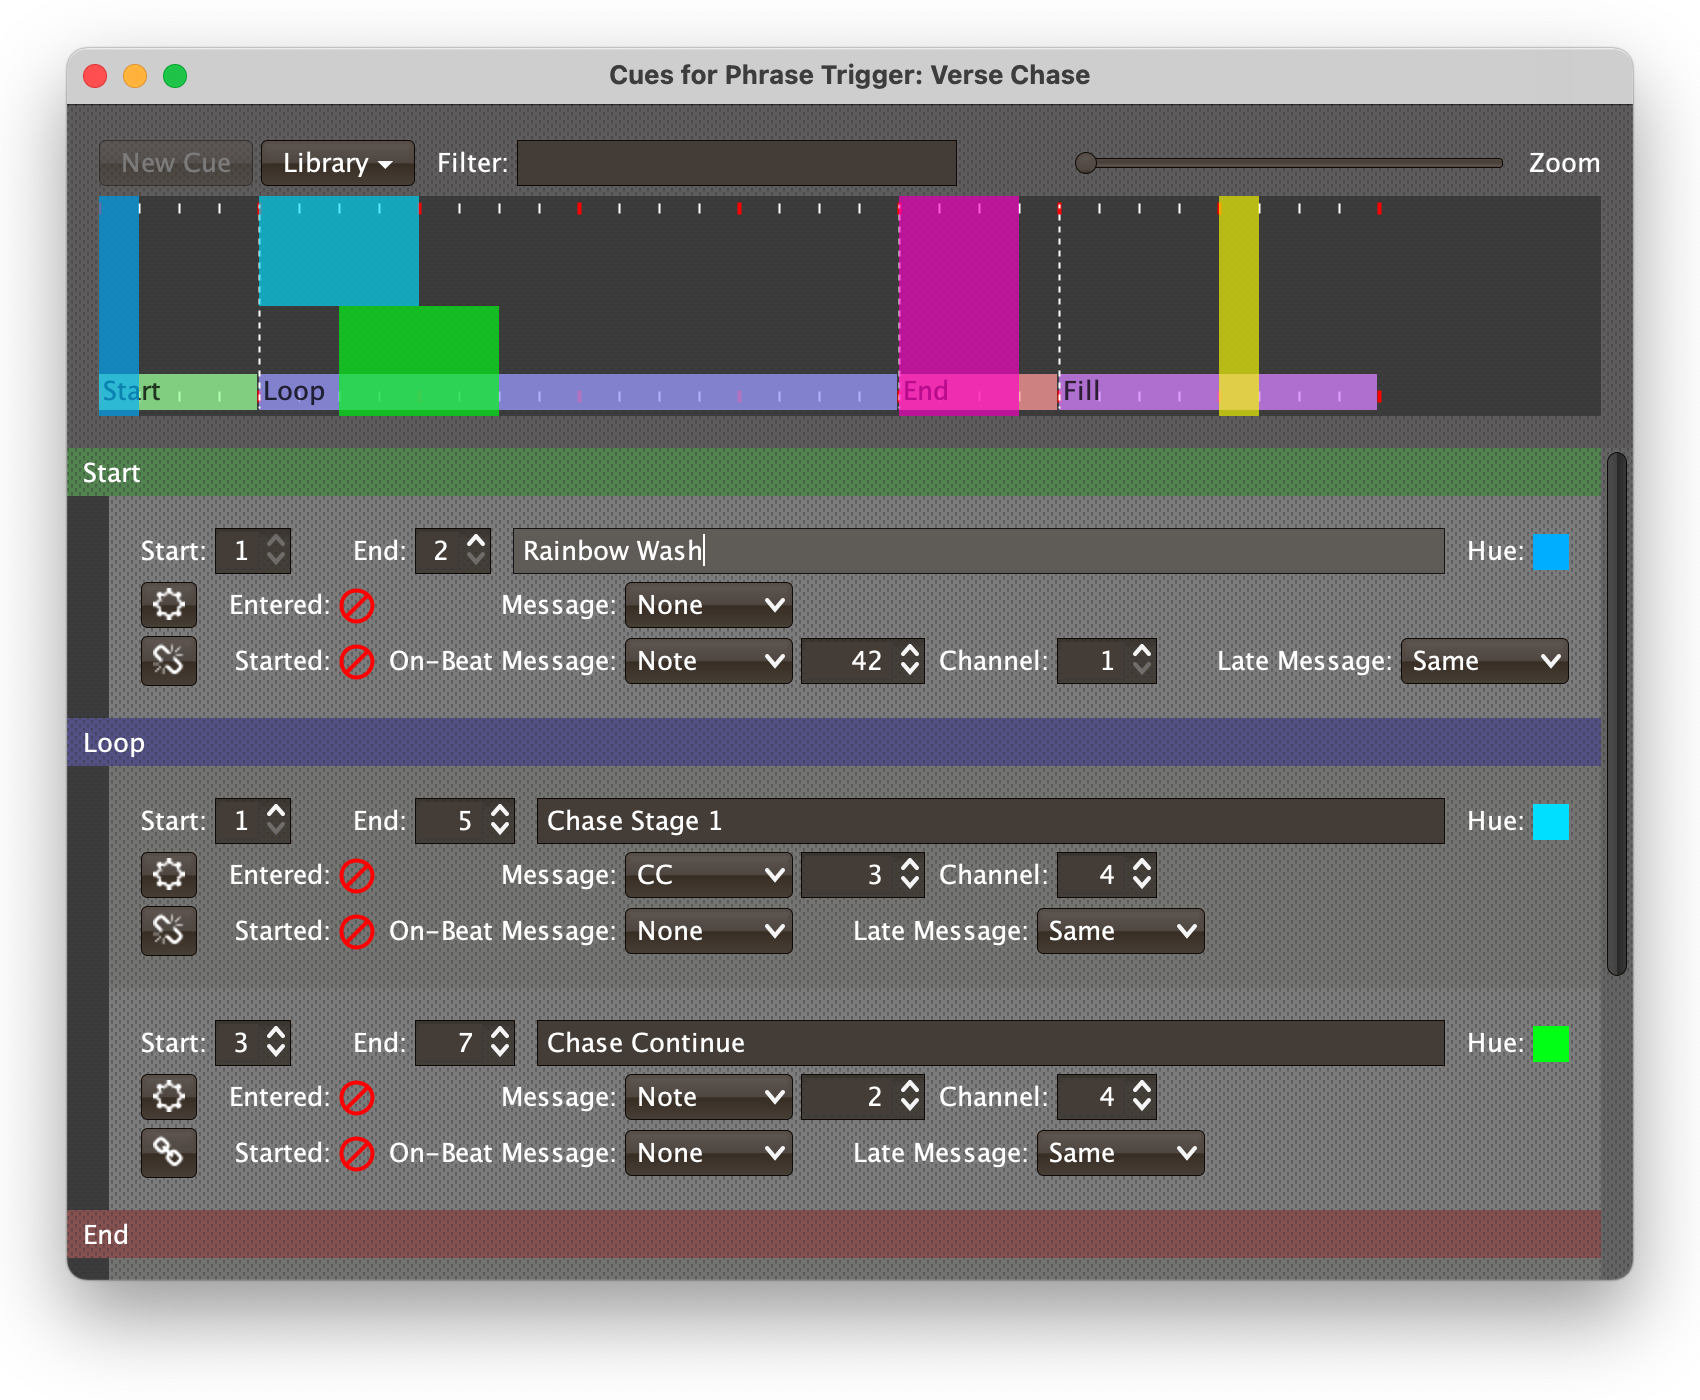 Cues for Phrase Trigger: Verse Chase
New Cue Library Filter: Zoom
Start Loop End Fill
Start
Start: 1 End: 2 Rainbow Wash Hue:
Entered: Message: None
Started: On-Beat Message: Note 42 Channel: 1 Late Message: Same
Loop
Start: 1 End: 5 Chase Stage 1 Hue:
Entered: Message: CC 3 Channel: 4
Started: On-Beat Message: None Late Message: Same
Start: 3 End: 7 Chase Continue Hue:
Entered: Message: Note 2 Channel: 4
Started: On-Beat Message: None Late Message: Same
End